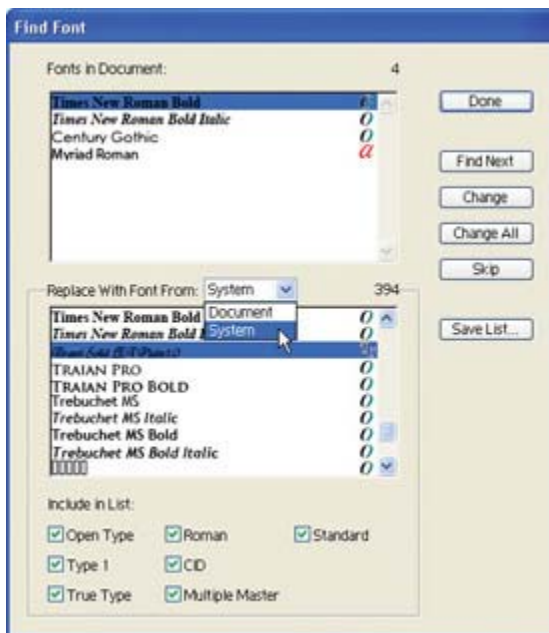 Find Font
Fonts in Document: 4
Times New Roman Bold O
Times New Roman Bold Italic O
Century Gothic O
Myriad Roman a
Done
Find Next
Change
Change All
Skip
Replace With Font From: System 394
Document
System
Save List...
Times New Roman Bold O
Times New Roman Bold O
TRAJAN PRO O
TRAJAN PRO BOLD O
Trebuchet MS O
Trebuchet MS Italic O
Trebuchet MS Bold O
Trebuchet MS Bold Italic O
O
Include in List:
Open Type Roman Standard
Type 1 CID
True Type Multiple Master